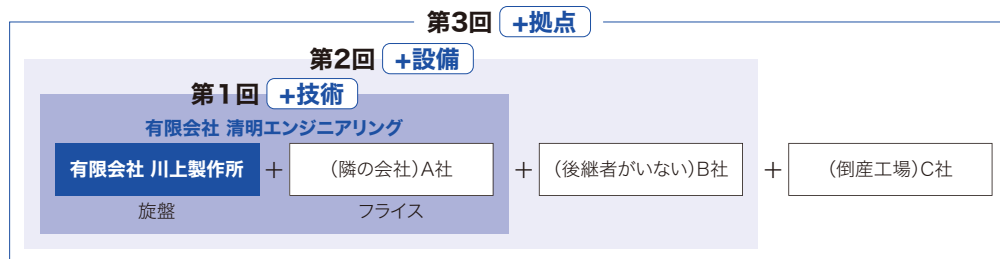 第3回 +拠点
第2回 +設備
第1回 +技術
有限会社 清明エンジニアリング
有限会社 川上製作所 + (隣の会社)A社 + (後継者がいない)B社 + (倒産工場)C社
旋盤 フライス